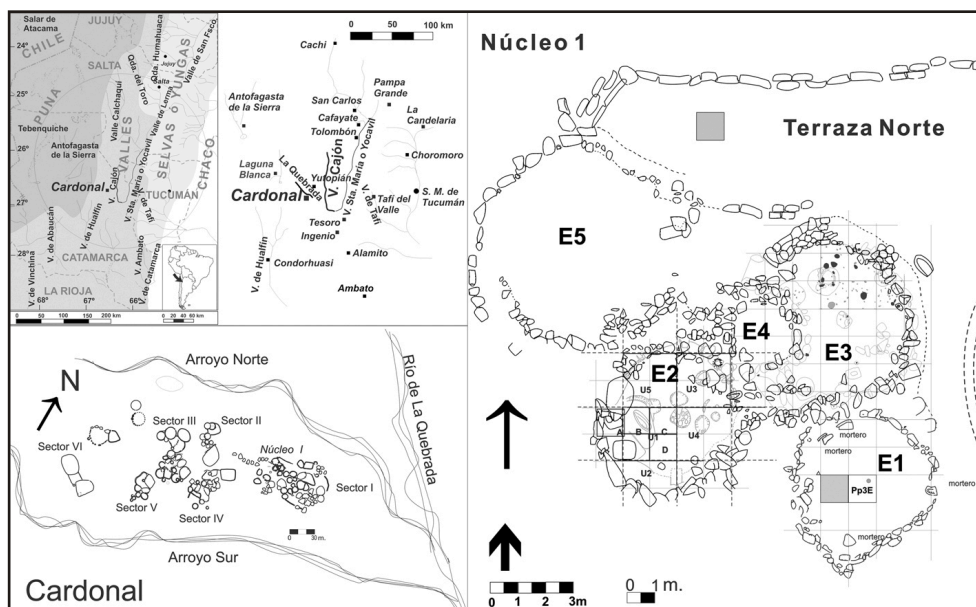 24°
25°
26°
27°
28°
68°
67°
66°
Salar de
Atacama
CHILE
JUJUY
SALTA
PUNA
Tebenquiche
Antofagasta
de la Sierra
Cardonal
VALLES
SELVAS ó YUNGAS
CHACO
TUCUMÁN
CATAMARCA
LA RIOJA
Qda. Humahuaca
Valle de San Fsco.
Qda. del Toro
Jujuy
Salta
Valle de Lerma
Valle Calchaquí
V. Cajón
V. Sta. María o Yocavil
V. de Tafí
V. de Hualfín
V. de Abaucán
V. de Vinchina
V. Ambato
V. de Catamarca
0 50 100 150 200 km
0 20 40 60
0 50 100 km
Cachi
Pampa
Grande
Antofagasta
de la Sierra
San Carlos
Cafayate
Tolombón
La
Candelaria
Choromoro
Laguna
Blanca
La Quebrada
Yutopián
V. Cajón
V. Sta. María o Yocavil
Cardonal
V. de Tafí
Tafí del
Valle
S. M. de
Tucumán
Tesoro
Ingenio
V. de Hualfín
Condorhuasi
Alamito
Ambato
Arroyo Norte
Río de La Quebrada
N
Sector VI
Sector III
Sector II
Núcleo I
Sector I
Sector V
Sector IV
0 30 m.
Arroyo Sur
Cardonal
Núcleo 1
Terraza Norte
E5
E4
E3
E2
U5
U3
A
B
C
U1
U4
D
U2
E1
mortero
mortero
mortero
mortero
Pp3E
0 1 2 3m
0 1 m.